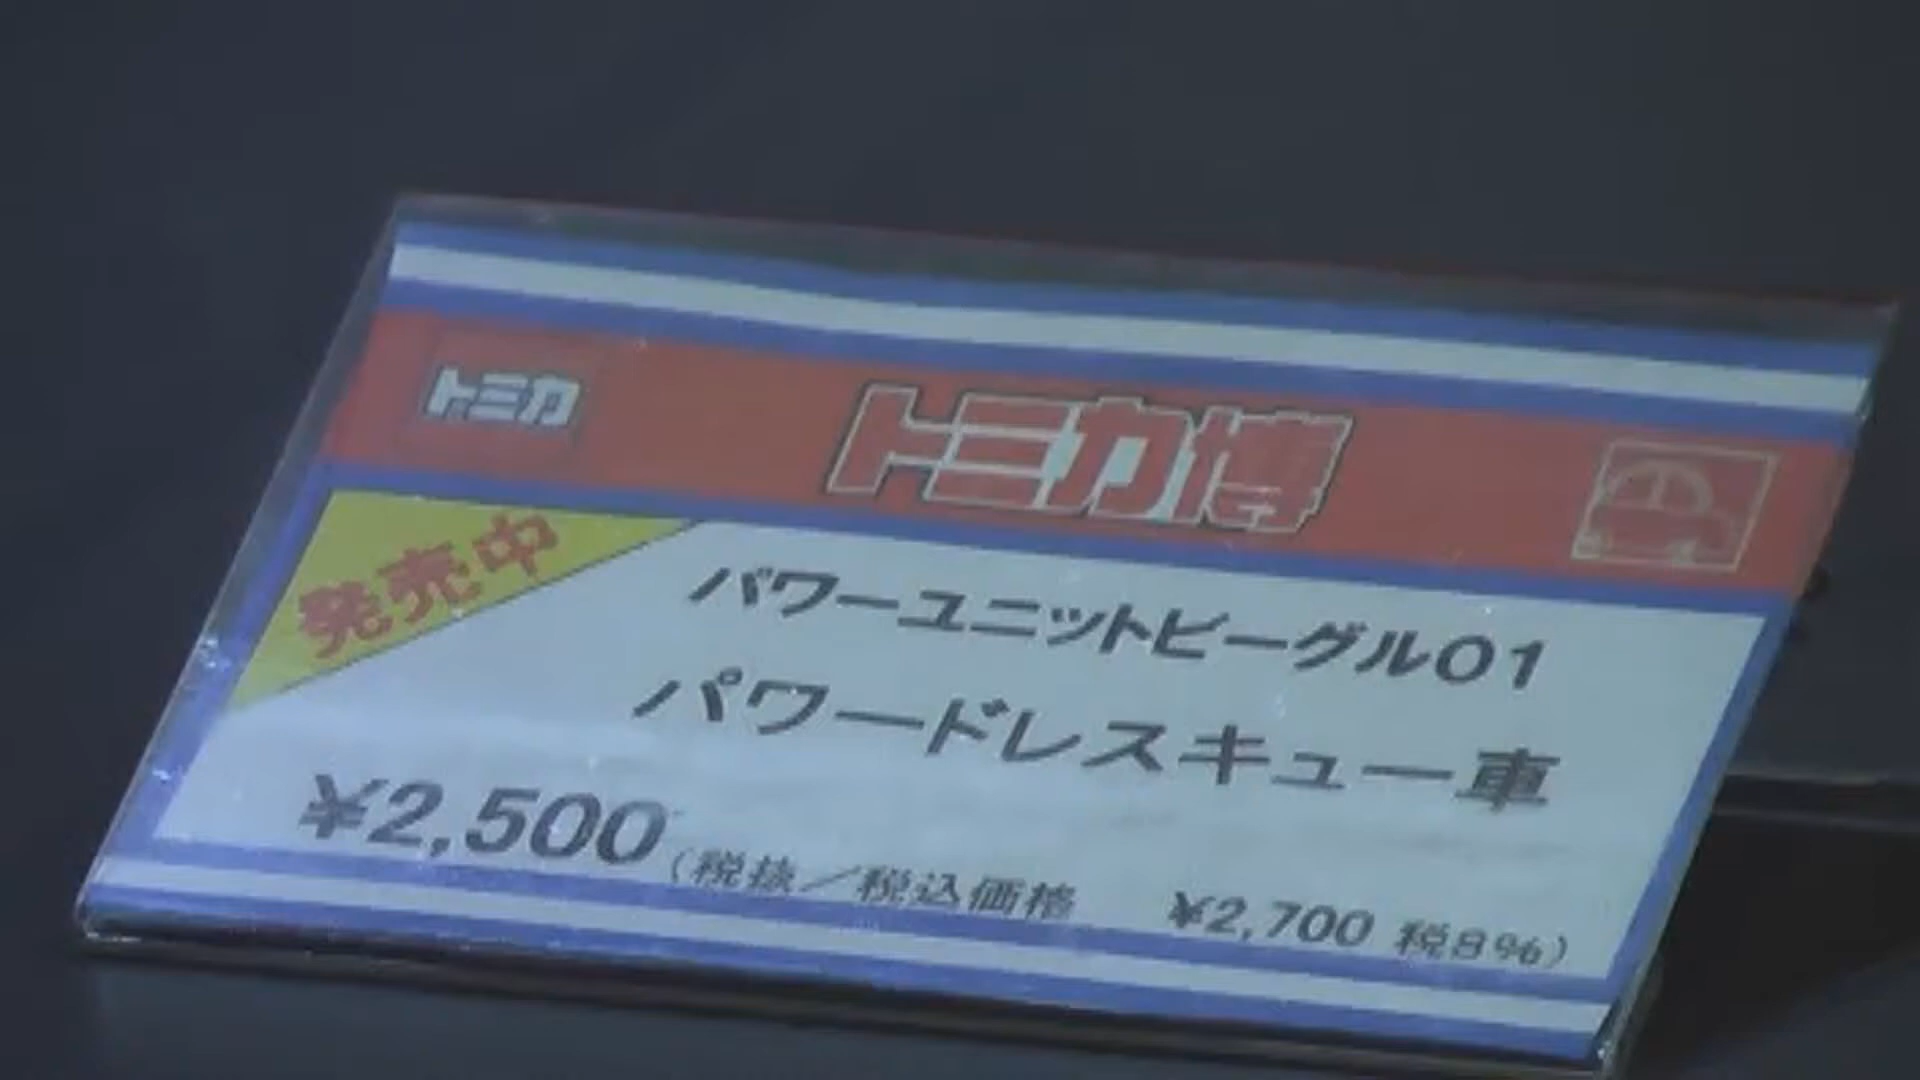 トミカ
トミカ博
発売中
パワーユニットビーグル01
パワードレスキュー車
¥2,500
(税抜/税込価格 ¥2,700 税8%)